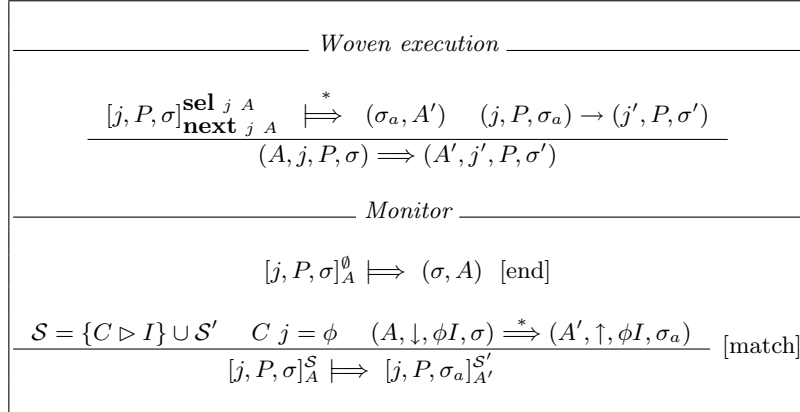 Woven execution
[j, P, σ]^{sel j A}_{next j A} |⟹^* (σ_a, A′)    (j, P, σ_a) → (j′, P, σ′)
(A, j, P, σ) ⟹ (A′, j′, P, σ′)
Monitor
[j, P, σ]^∅_A |⟹ (σ, A) [end]
𝒮 = {C ▷ I} ∪ 𝒮′    C j = ϕ    (A, ↓, ϕI, σ) ⟹^* (A′, ↑, ϕI, σ_a)
[match]
[j, P, σ]^𝒮_A |⟹ [j, P, σ_a]^{𝒮′}_{A′}